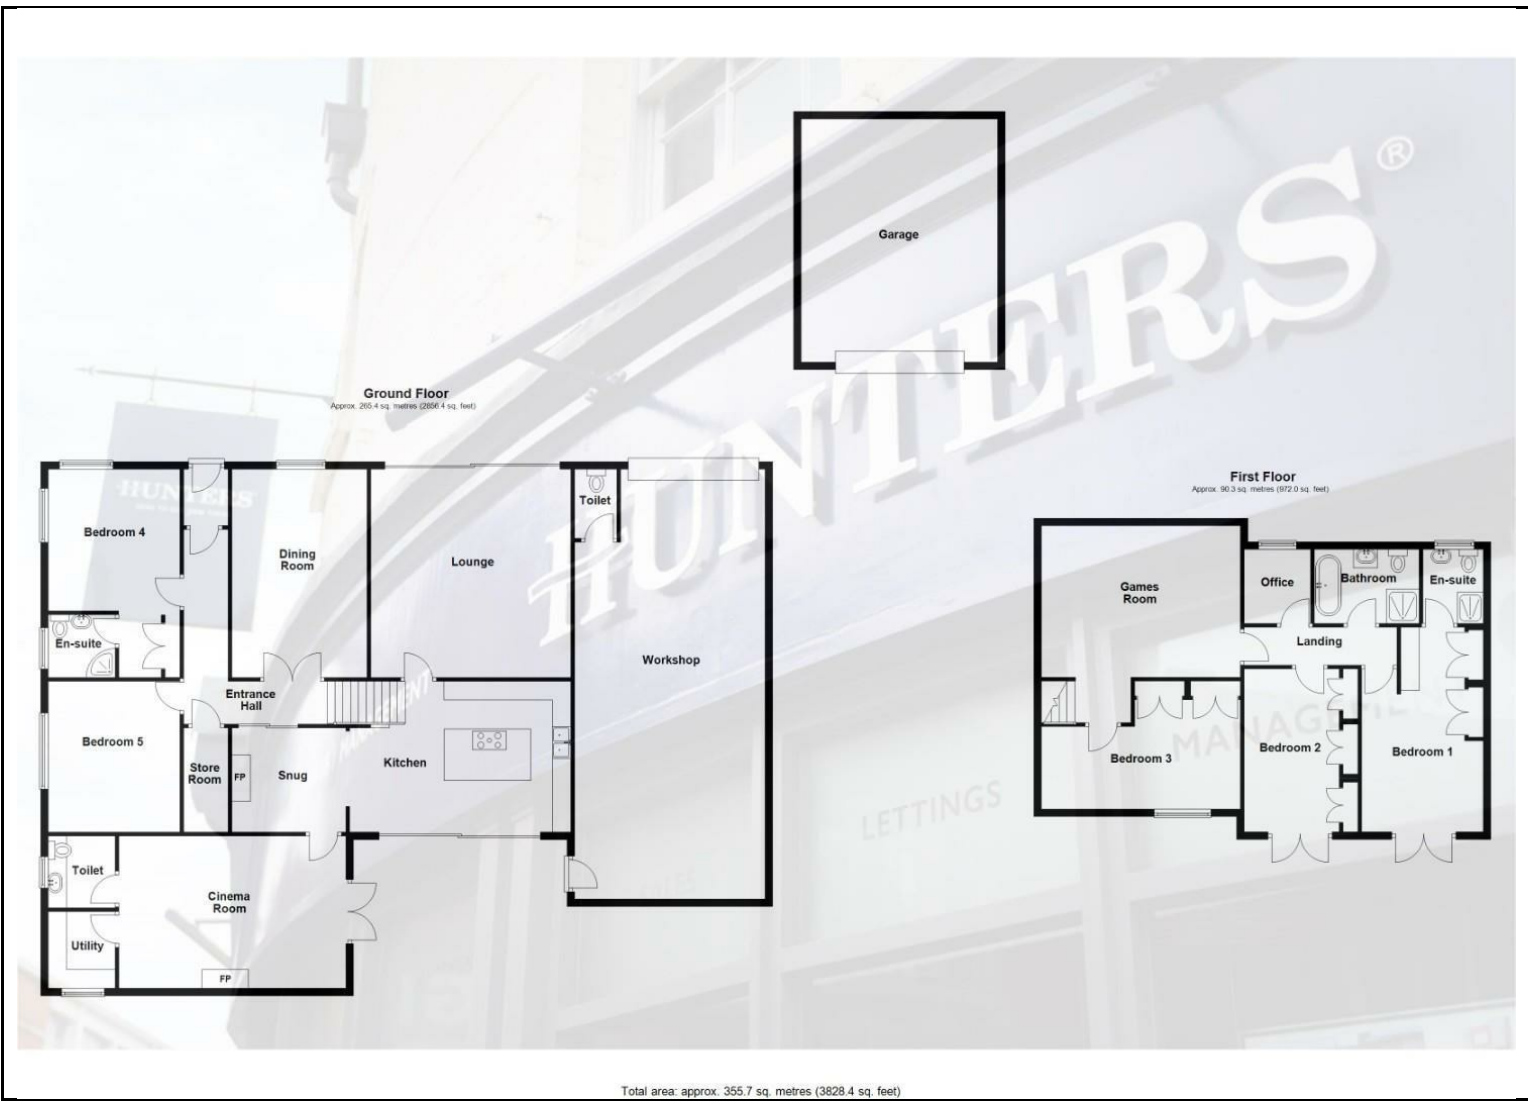 HUNTERS®
HUNTERS
MANAGEMENT
LETTINGS
Garage
Ground Floor
Approx. 265.4 sq. metres (2856.4 sq. feet)
Bedroom 4
Dining
Room
Lounge
Toilet
Workshop
En-suite
Entrance
Hall
Bedroom 5
Store
Room
FP
Snug
Kitchen
Toilet
Cinema
Room
Utility
FP
First Floor
Approx. 90.3 sq. metres (972.0 sq. feet)
Games
Room
Office
Bathroom
En-suite
Landing
Bedroom 3
Bedroom 2
Bedroom 1
Total area: approx. 355.7 sq. metres (3828.4 sq. feet)